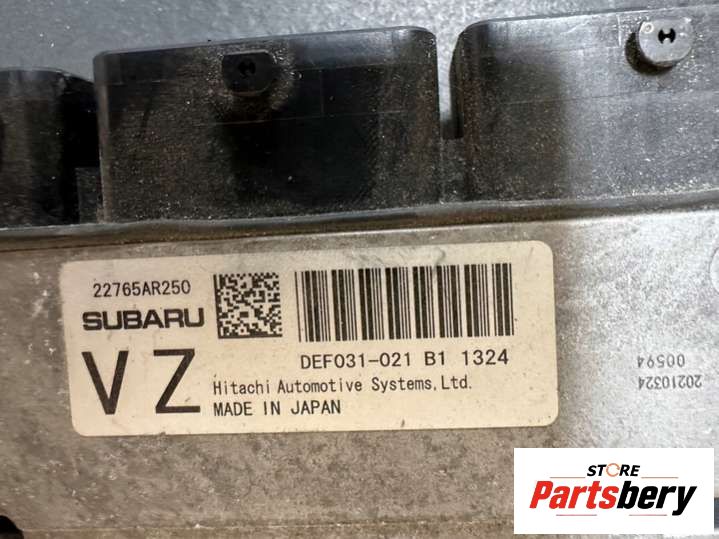 22765AR250
SUBARU
VZ
DEF031-021 B1 1324
Hitachi Automotive Systems, Ltd.
MADE IN JAPAN
20210324
00594
STORE
Partsbery